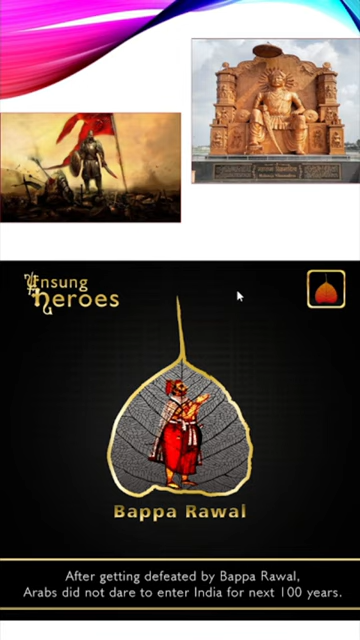 Unsung
heroes
Bappa Rawal
After getting defeated by Bappa Rawal,
Arabs did not dare to enter India for next 100 years.